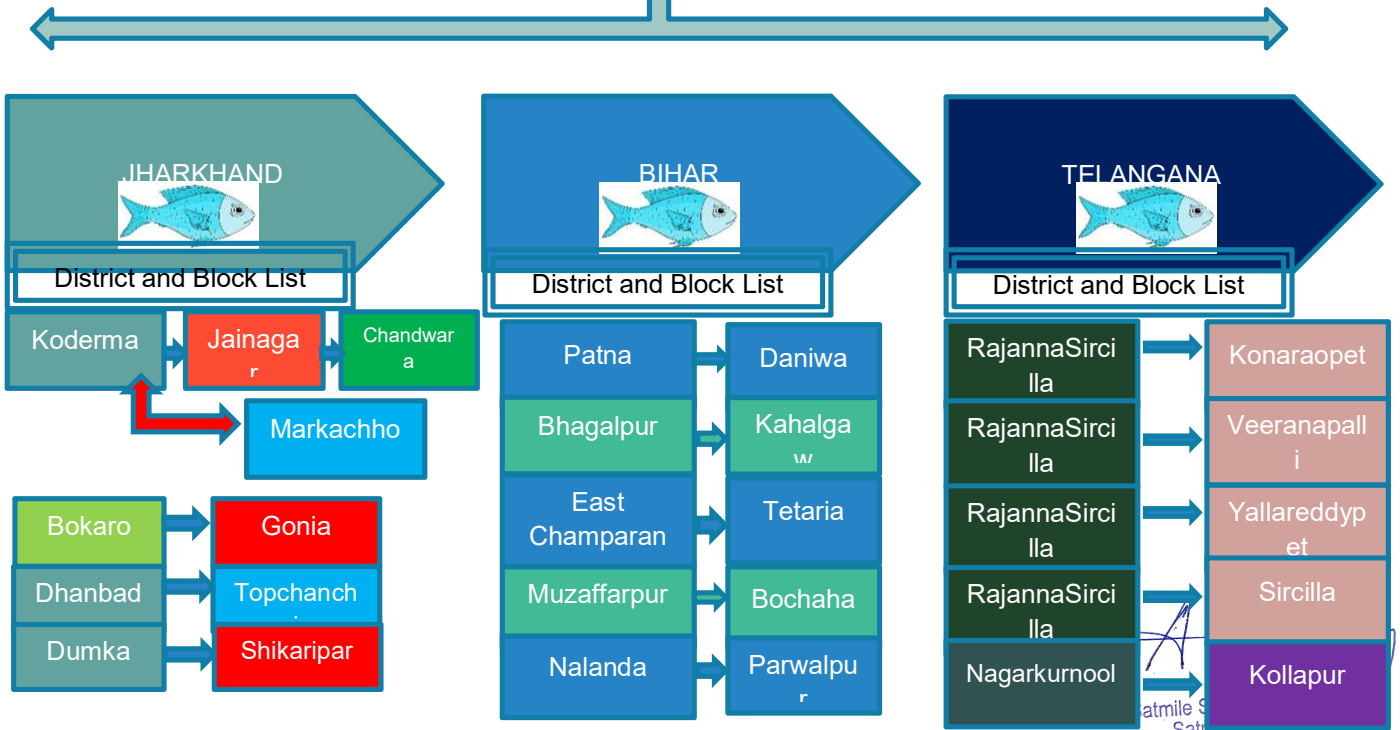 JHARKHAND
District and Block List
Koderma
Jainaga
r
Chandwar
a
Markachho
Bokaro
Gonia
Dhanbad
Topchanch
Dumka
Shikaripar
BIHAR
District and Block List
Patna
Daniwa
Bhagalpur
Kahalga
w
East
Champaran
Tetaria
Muzaffarpur
Bochaha
Nalanda
Parwalpu
r
TELANGANA
District and Block List
RajannaSirci
lla
Konaraopet
RajannaSirci
lla
Veeranapall
i
RajannaSirci
lla
Yallareddyp
et
RajannaSirci
lla
Sircilla
Nagarkurnool
Kollapur